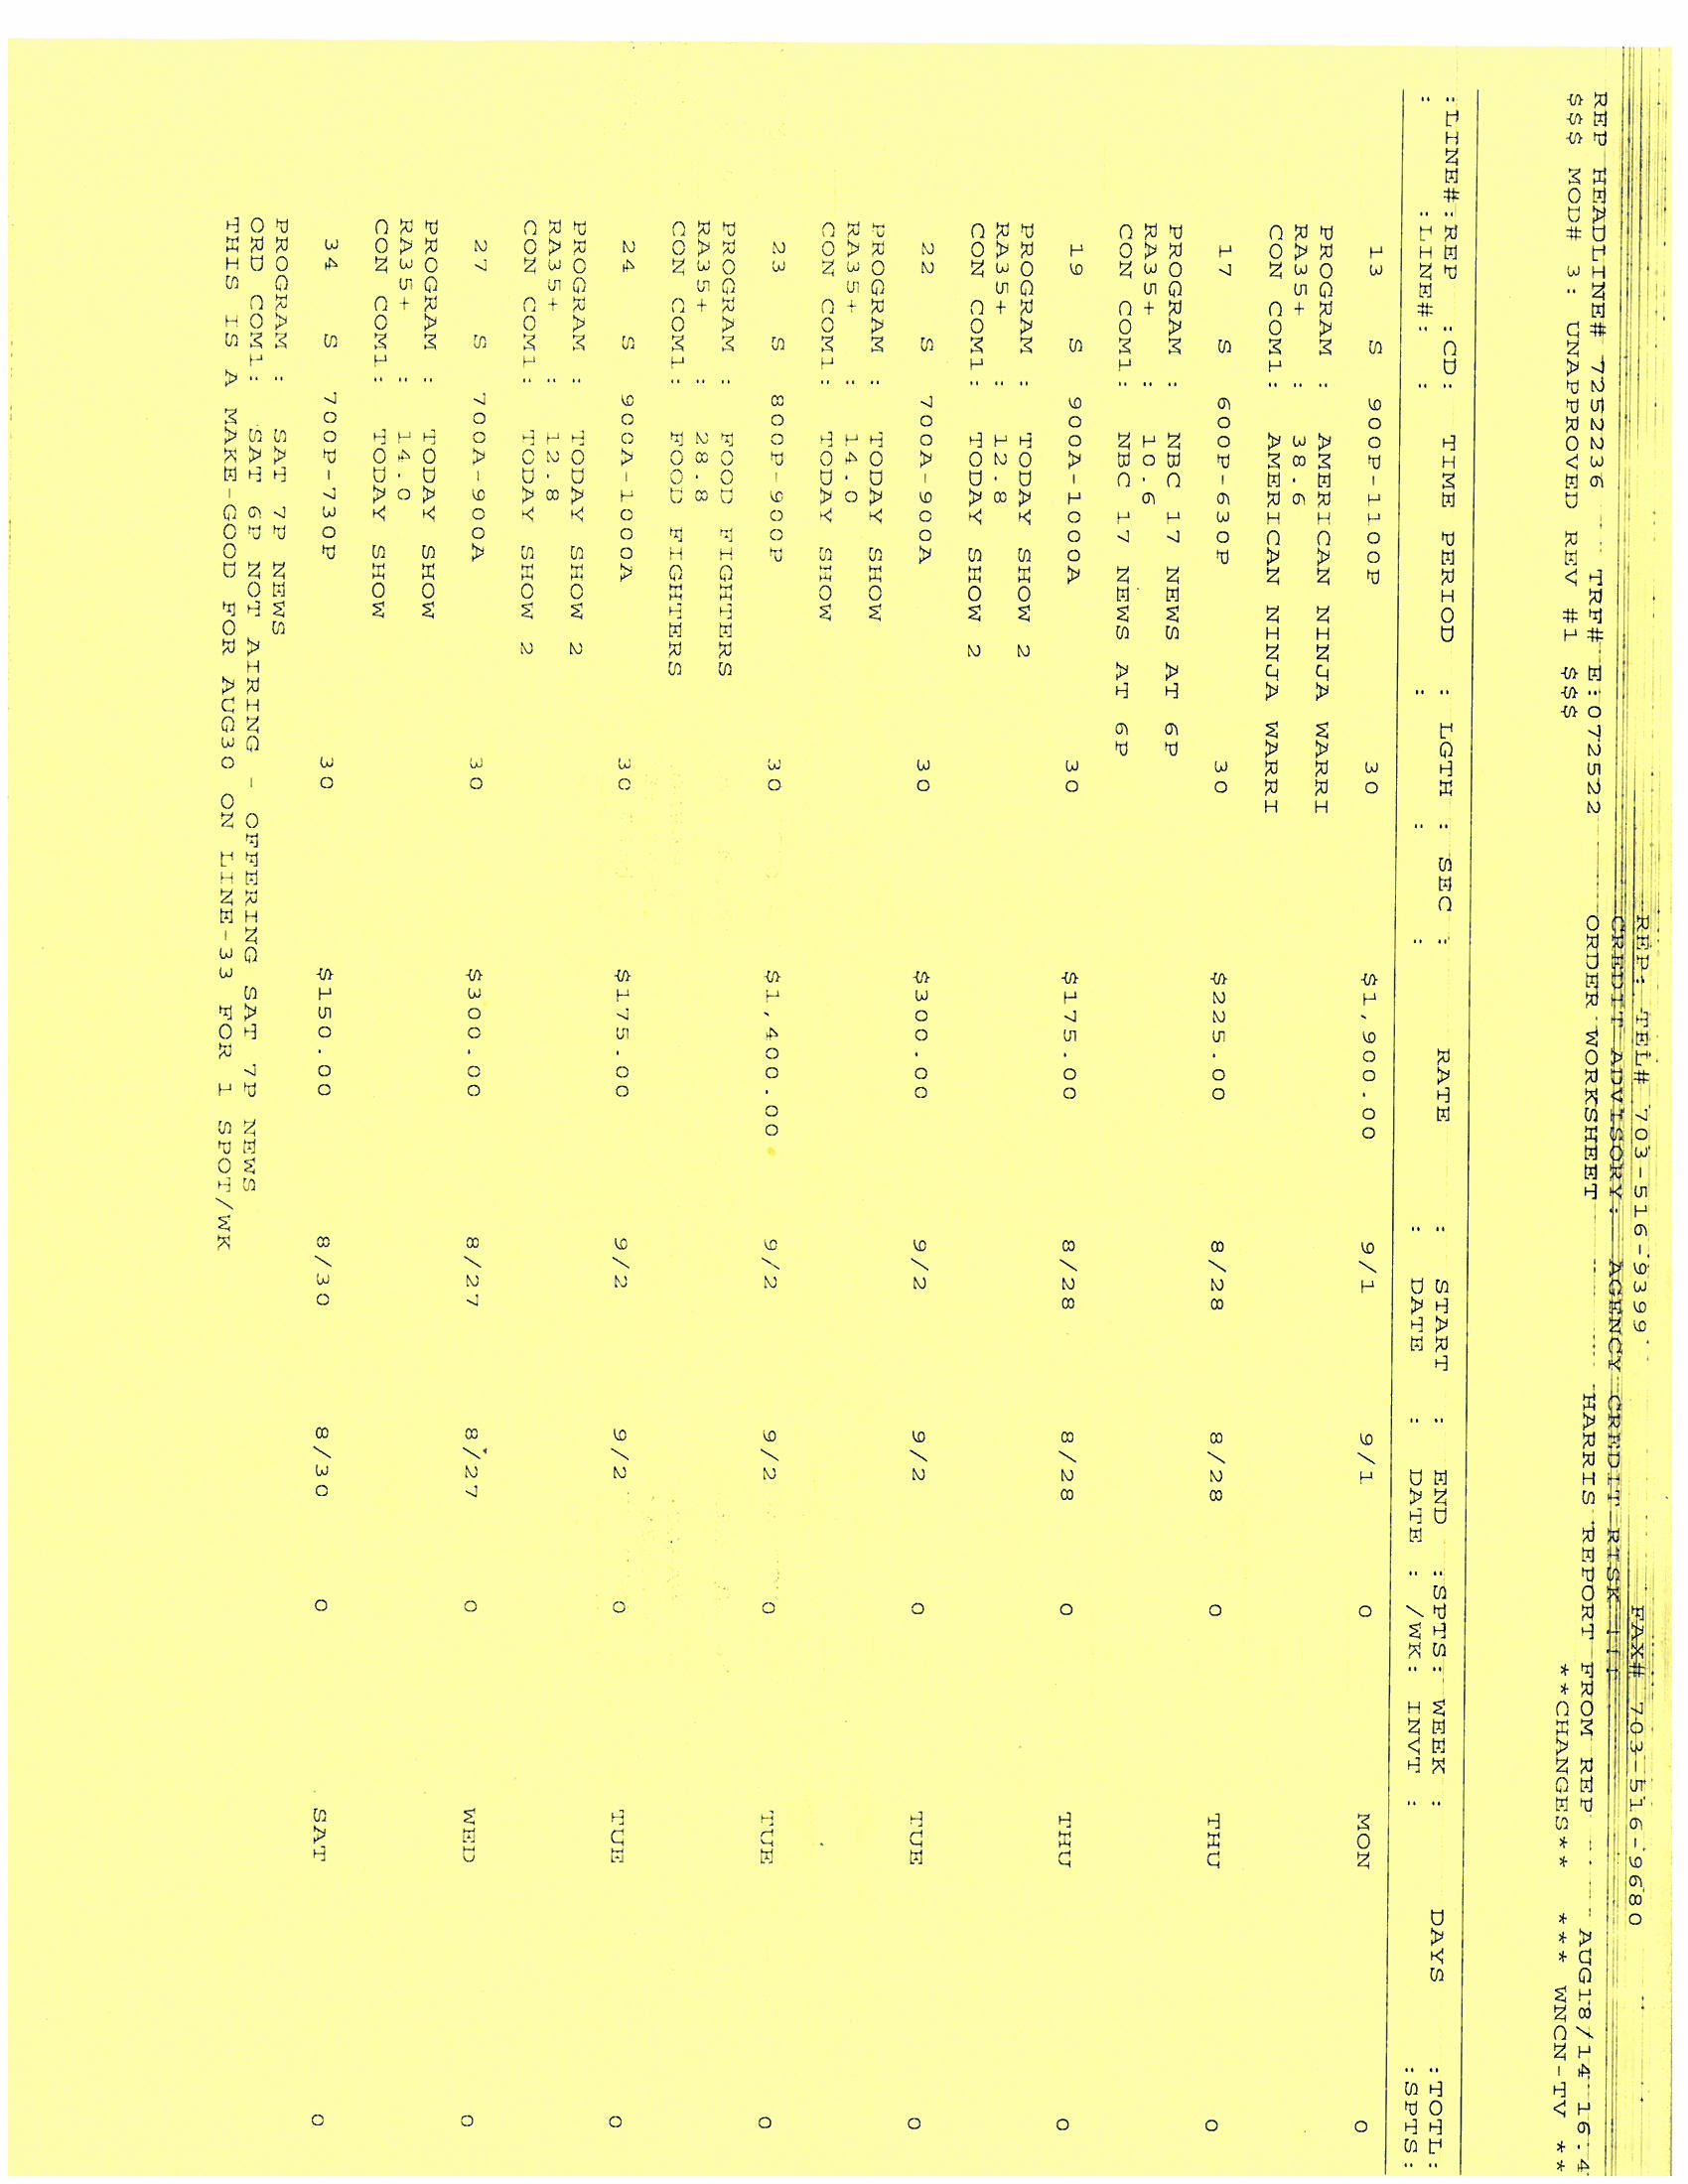 REP: TEL# 703-516-9399 FAX# 703-516-9680
CREDIT ADVISORY: AGENCY CREDIT RISK
REP HEADLINE# 7252236 TRF# E:072522 ORDER WORKSHEET HARRIS REPORT FROM REP AUG18/14 16.4
$$$ MOD# 3: UNAPPROVED REV #1 $$$ **CHANGES** *** WNCN-TV **
:LINE#:REP :CD: TIME PERIOD : LGTH : SEC : RATE : START : END :SPTS: WEEK : DAYS :TOTL:
: :LINE#: : : : : : DATE : DATE : /WK: INVT : :SPTS:
13 S 900P-1100P 30 $1,900.00 9/1 9/1 0 MON 0
PROGRAM : AMERICAN NINJA WARRI
RA35+ : 38.6
CON COM1: AMERICAN NINJA WARRI
17 S 600P-630P 30 $225.00 8/28 8/28 0 THU 0
PROGRAM : NBC 17 NEWS AT 6P
RA35+ : 10.6
CON COM1: NBC 17 NEWS AT 6P
19 S 900A-1000A 30 $175.00 8/28 8/28 0 THU 0
PROGRAM : TODAY SHOW 2
RA35+ : 12.8
CON COM1: TODAY SHOW 2
22 S 700A-900A 30 $300.00 9/2 9/2 0 TUE 0
PROGRAM : TODAY SHOW
RA35+ : 14.0
CON COM1: TODAY SHOW
23 S 800P-900P 30 $1,400.00 9/2 9/2 0 TUE 0
PROGRAM : FOOD FIGHTERS
RA35+ : 28.8
CON COM1: FOOD FIGHTERS
24 S 900A-1000A 30 $175.00 9/2 9/2 0 TUE 0
PROGRAM : TODAY SHOW 2
RA35+ : 12.8
CON COM1: TODAY SHOW 2
27 S 700A-900A 30 $300.00 8/27 8/27 0 WED 0
PROGRAM : TODAY SHOW
RA35+ : 14.0
CON COM1: TODAY SHOW
34 S 700P-730P 30 $150.00 8/30 8/30 0 SAT 0
PROGRAM : SAT 7P NEWS
ORD COM1: SAT 6P NOT AIRING - OFFERING SAT 7P NEWS
THIS IS A MAKE-GOOD FOR AUG30 ON LINE-33 FOR 1 SPOT/WK